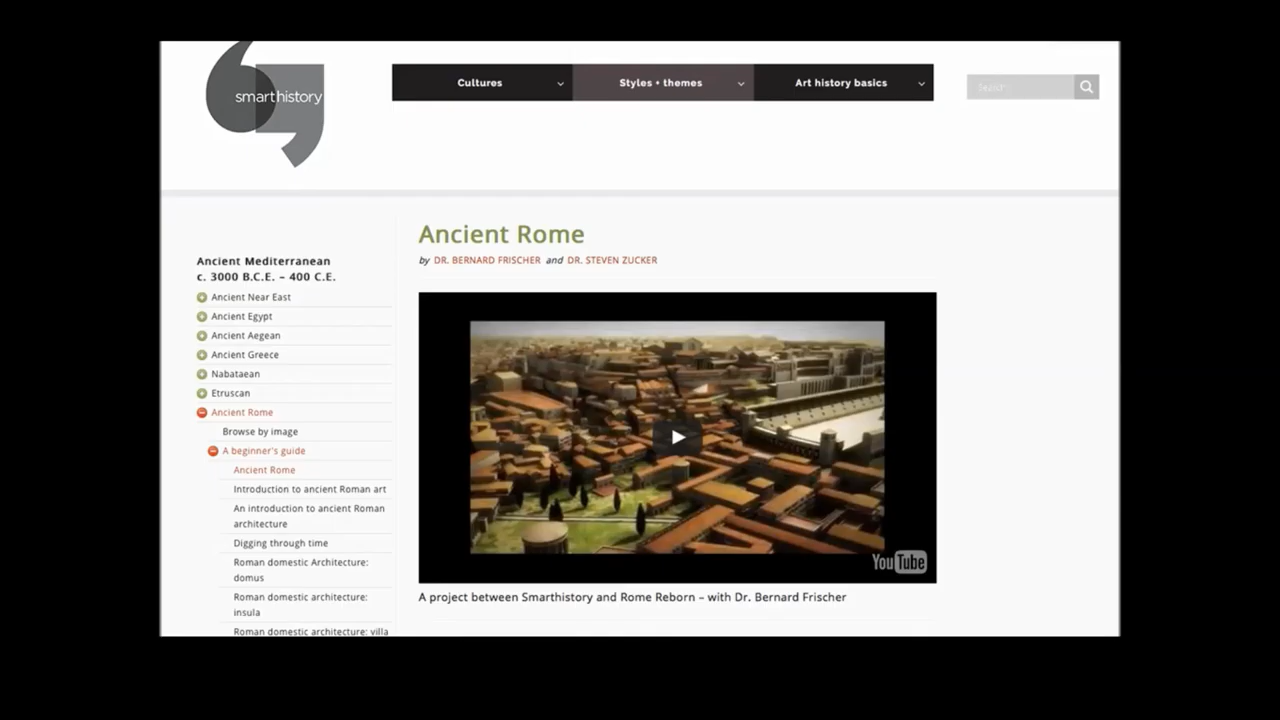 smarthistory
Cultures
Styles + themes
Art history basics
Search
Ancient Rome
by DR. BERNARD FRISCHER and DR. STEVEN ZUCKER
Ancient Mediterranean
c. 3000 B.C.E. – 400 C.E.
Ancient Near East
Ancient Egypt
Ancient Aegean
Ancient Greece
Nabataean
Etruscan
Ancient Rome
Browse by image
A beginner's guide
Ancient Rome
Introduction to ancient Roman art
An introduction to ancient Roman
architecture
Digging through time
Roman domestic Architecture:
domus
Roman domestic architecture:
insula
Roman domestic architecture: villa
YouTube
A project between Smarthistory and Rome Reborn – with Dr. Bernard Frischer